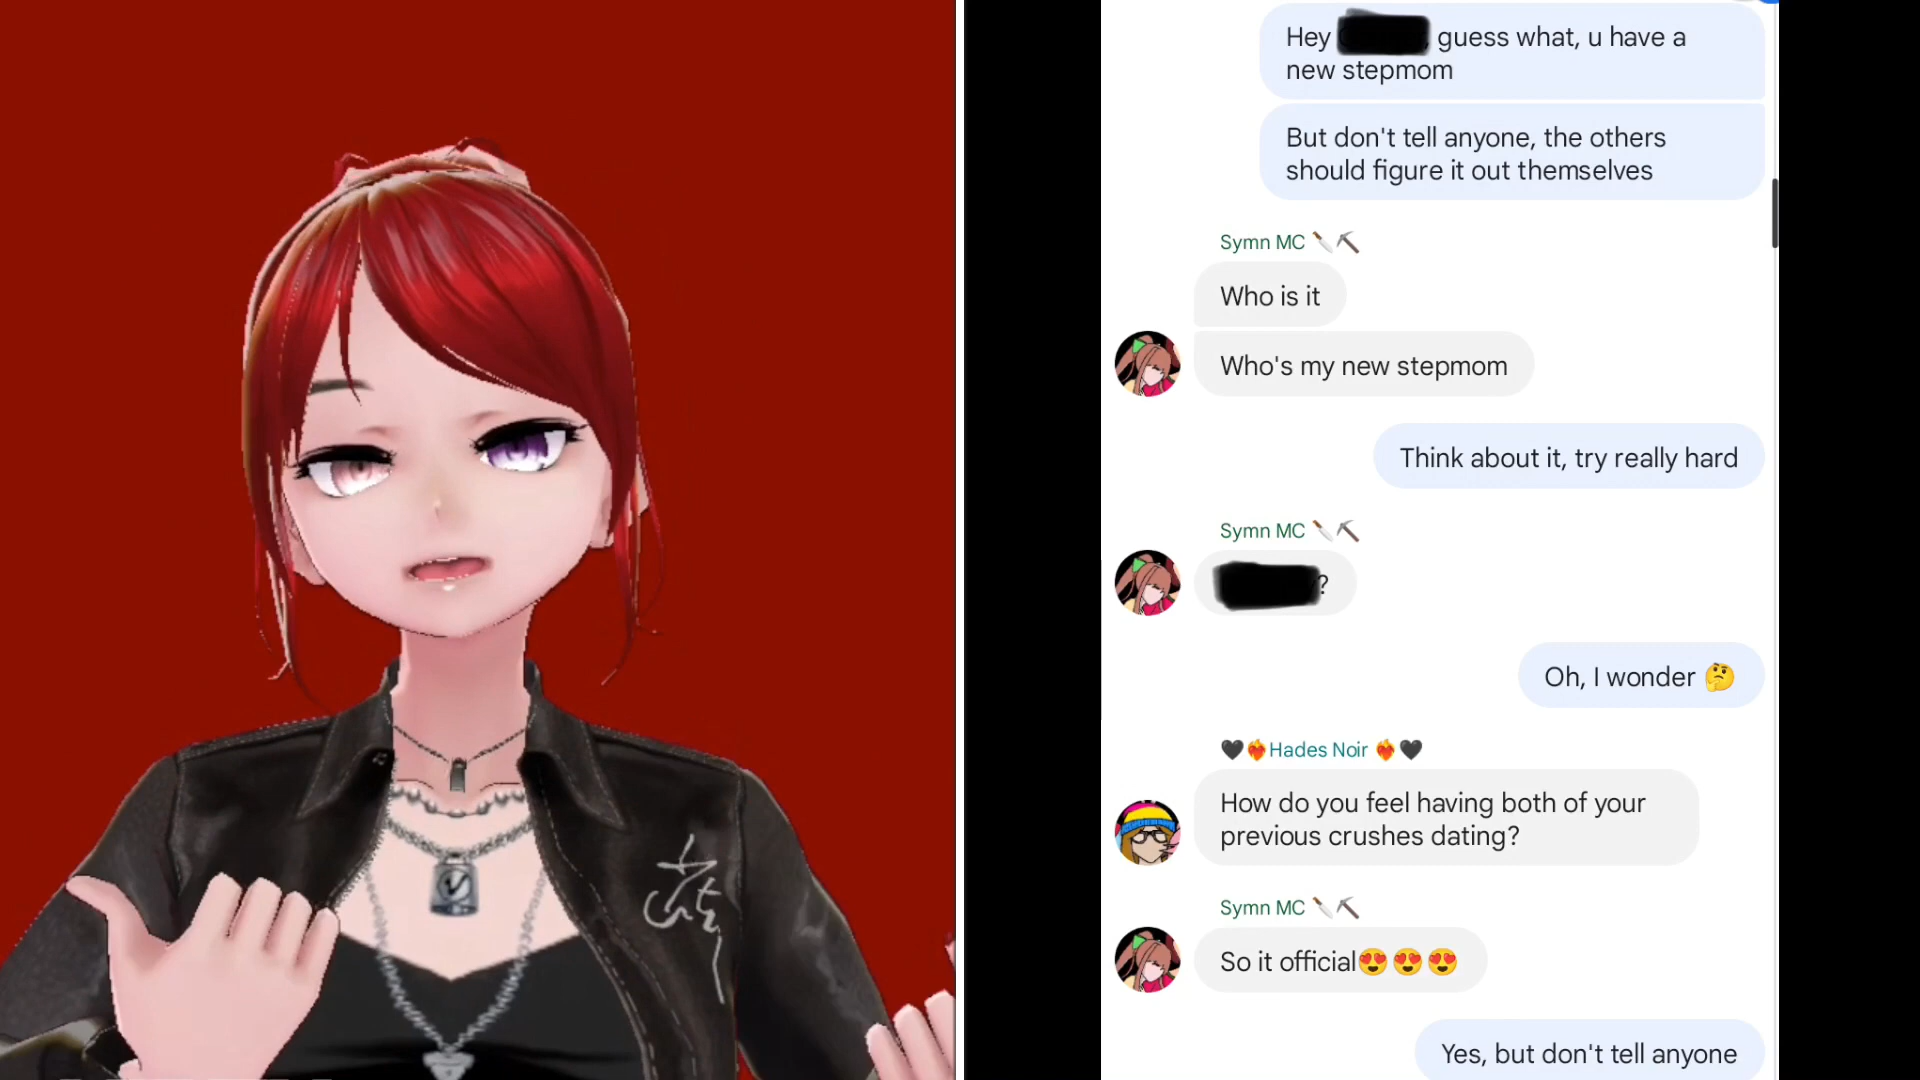 Hey guess what, u have a
new stepmom
But don't tell anyone, the others
should figure it out themselves
Symn MC 🔪⛏️
Who is it
Who's my new stepmom
Think about it, try really hard
Symn MC 🔪⛏️
?
Oh, I wonder 🤔
🖤❤️‍🔥Hades Noir ❤️‍🔥🖤
How do you feel having both of your
previous crushes dating?
Symn MC 🔪⛏️
So it official😍😍😍
Yes, but don't tell anyone